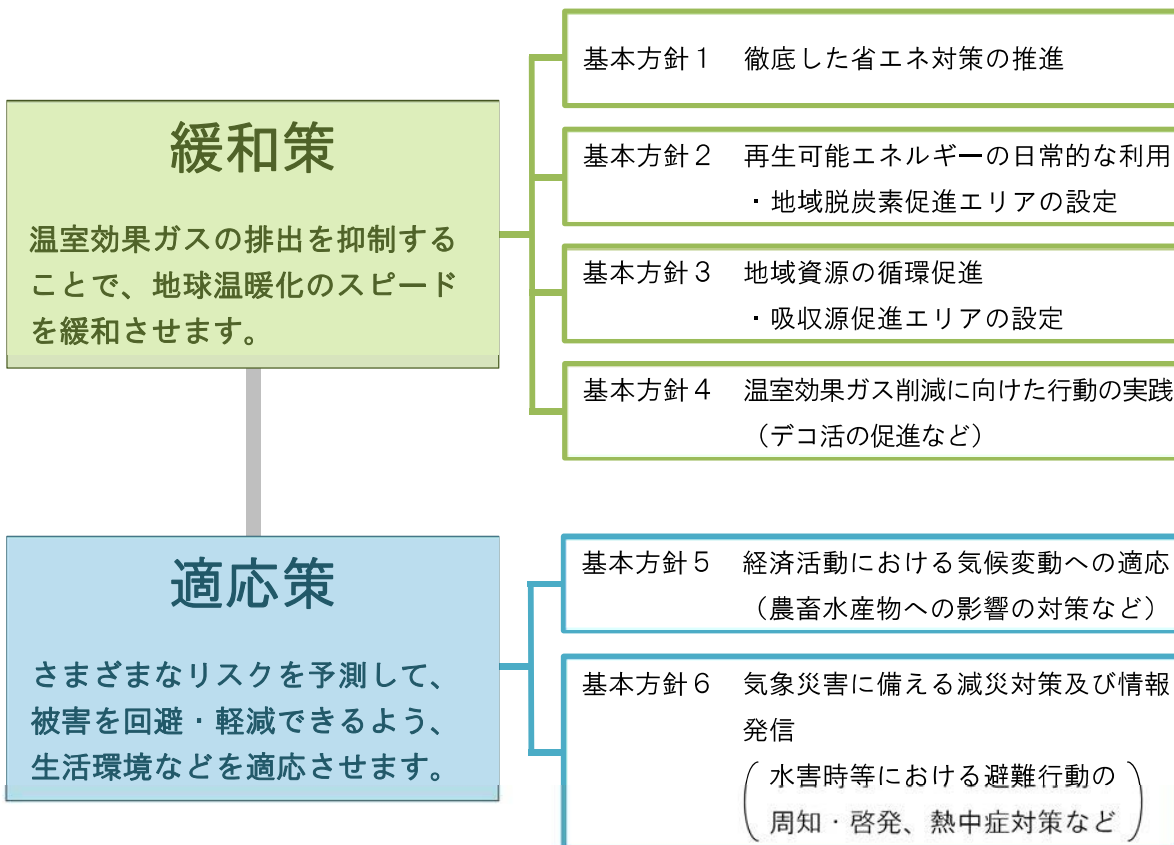 緩和策
温室効果ガスの排出を抑制する
ことで、地球温暖化のスピード
を緩和させます。
基本方針１　徹底した省エネ対策の推進
基本方針２　再生可能エネルギーの日常的な利用
・地域脱炭素促進エリアの設定
基本方針３　地域資源の循環促進
・吸収源促進エリアの設定
基本方針４　温室効果ガス削減に向けた行動の実践
（デコ活の促進など）
適応策
さまざまなリスクを予測して、
被害を回避・軽減できるよう、
生活環境などを適応させます。
基本方針５　経済活動における気候変動への適応
（農畜水産物への影響の対策など）
基本方針６　気象災害に備える減災対策及び情報
発信
（水害時等における避難行動の
周知・啓発、熱中症対策など）